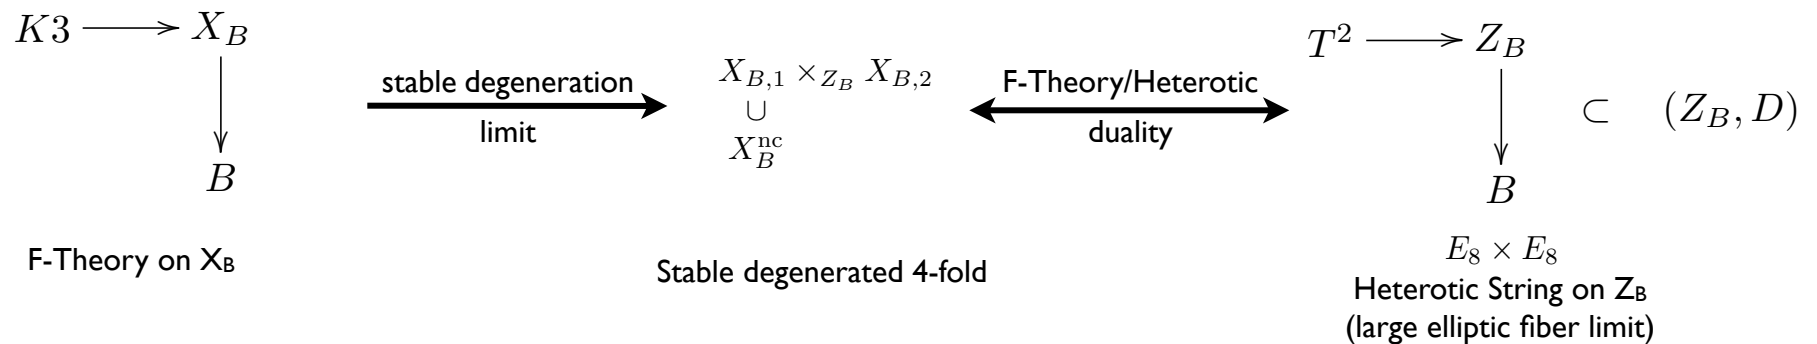 K3 → X_B
↓
B
F-Theory on X_B
stable degeneration
limit
X_{B,1} ×_{Z_B} X_{B,2}
∪
X_B^{nc}
Stable degenerated 4-fold
F-Theory/Heterotic
duality
T^2 → Z_B
↓
B
⊂ (Z_B, D)
E_8 × E_8
Heterotic String on Z_B
(large elliptic fiber limit)